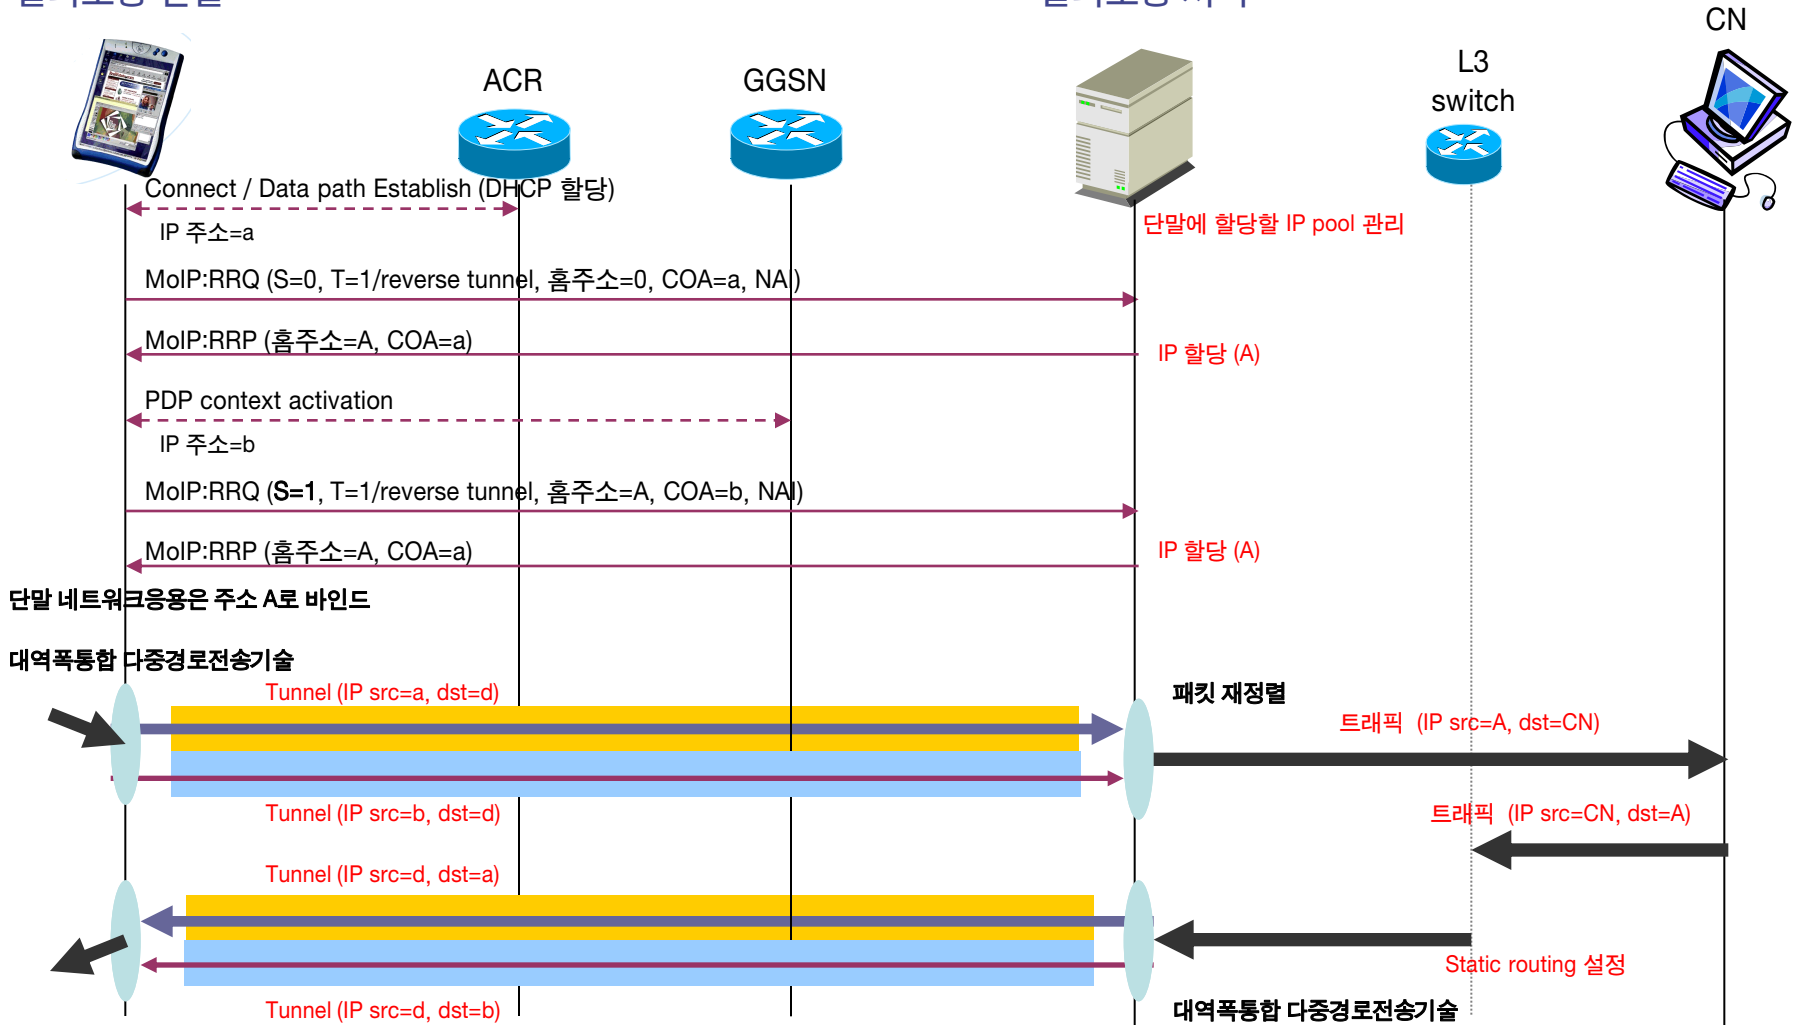 CN
ACR
GGSN
L3
switch
Connect / Data path Establish (DHCP 할당)
IP 주소=a
단말에 할당할 IP pool 관리
MoIP:RRQ (S=0, T=1/reverse tunnel, 홈주소=0, COA=a, NAI)
MoIP:RRP (홈주소=A, COA=a)
IP 할당 (A)
PDP context activation
IP 주소=b
MoIP:RRQ (S=1, T=1/reverse tunnel, 홈주소=A, COA=b, NAI)
MoIP:RRP (홈주소=A, COA=a)
IP 할당 (A)
단말 네트워크응용은 주소 A로 바인드
대역폭통합 다중경로전송기술
Tunnel (IP src=a, dst=d)
패킷 재정렬
트래픽 (IP src=A, dst=CN)
Tunnel (IP src=b, dst=d)
트래픽 (IP src=CN, dst=A)
Tunnel (IP src=d, dst=a)
Static routing 설정
Tunnel (IP src=d, dst=b)
대역폭통합 다중경로전송기술